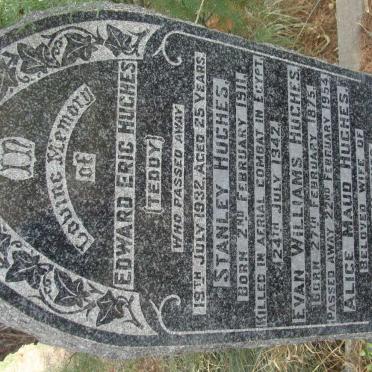 In
Loving Memory
of
EDWARD ERIC HUGHES
(TEDDY)
WHO PASSED AWAY
19TH JULY 1932 AGED 25 YEARS.
STANLEY HUGHES,
BORN 2ND FEBRUARY 1911,
KILLED IN AERIAL COMBAT IN EGYPT
24TH JULY 1942.
EVAN WILLIAMS HUGHES,
BORN 27TH FEBRUARY 1875,
PASSED AWAY 22ND FEBRUARY 1954
ALICE MAUD HUGHES,
BELOVED WIFE OF